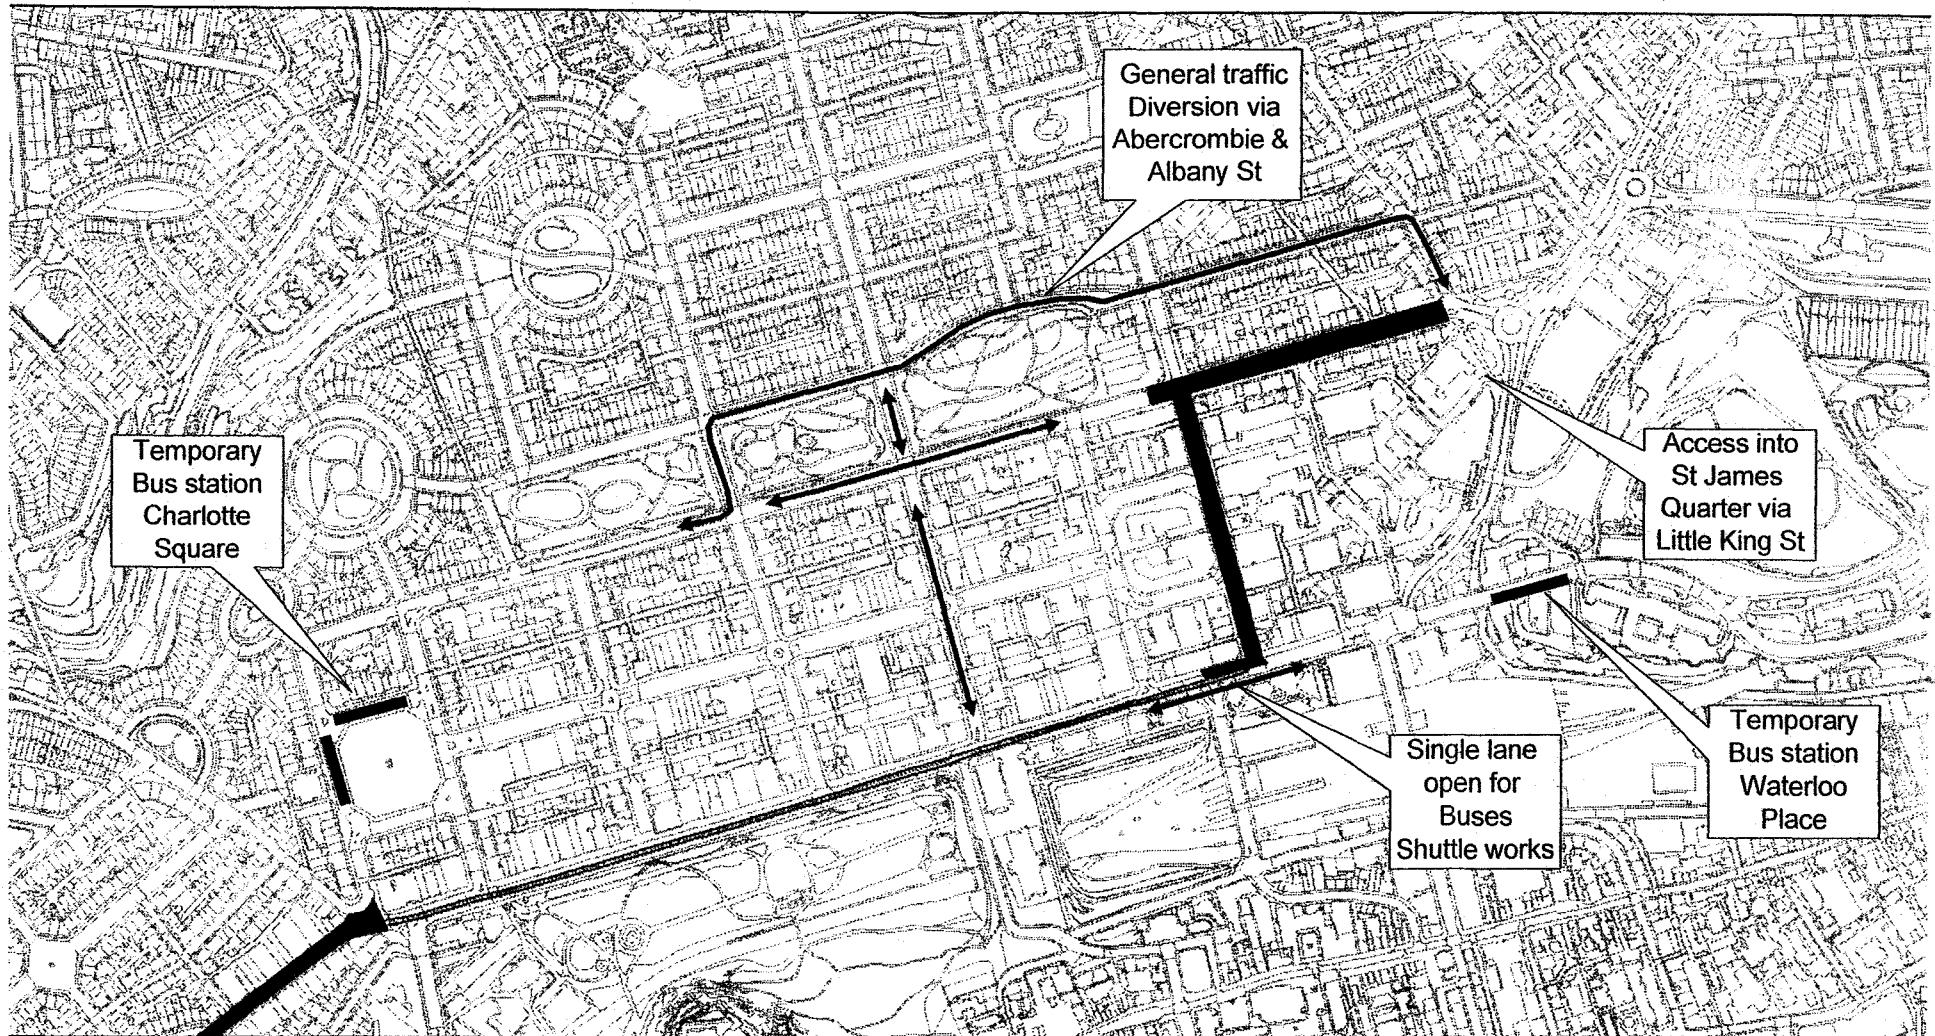 General traffic
Diversion via
Abercrombie &
Albany St
Temporary
Bus station
Charlotte
Square
Access into
St James
Quarter via
Little King St
Single lane
open for
Buses
Shuttle works
Temporary
Bus station
Waterloo
Place